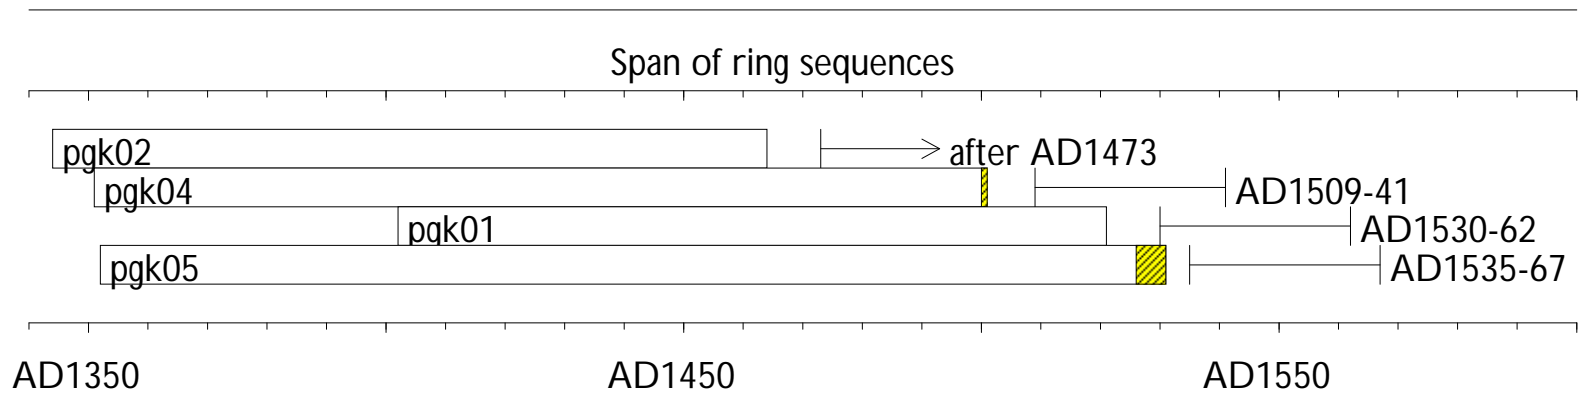 Span of ring sequences
pgk02
after AD1473
pgk04
AD1509-41
pgk01
AD1530-62
pgk05
AD1535-67
AD1350
AD1450
AD1550